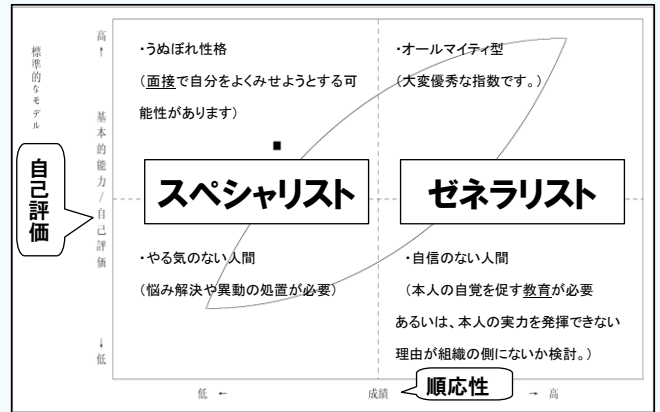 標準的なモデル
高
↑
基本的能力/自己評価
↓
低
自己評価
・うぬぼれ性格
(面接で自分をよくみせようとする可
能性があります)
・オールマイティ型
(大変優秀な指数です。)
スペシャリスト
ゼネラリスト
・やる気のない人間
(悩み解決や異動の処置が必要)
・自信のない人間
(本人の自覚を促す教育が必要
あるいは、本人の実力を発揮できない
理由が組織の側にないか検討。)
低 ←
成績
順応性
→ 高